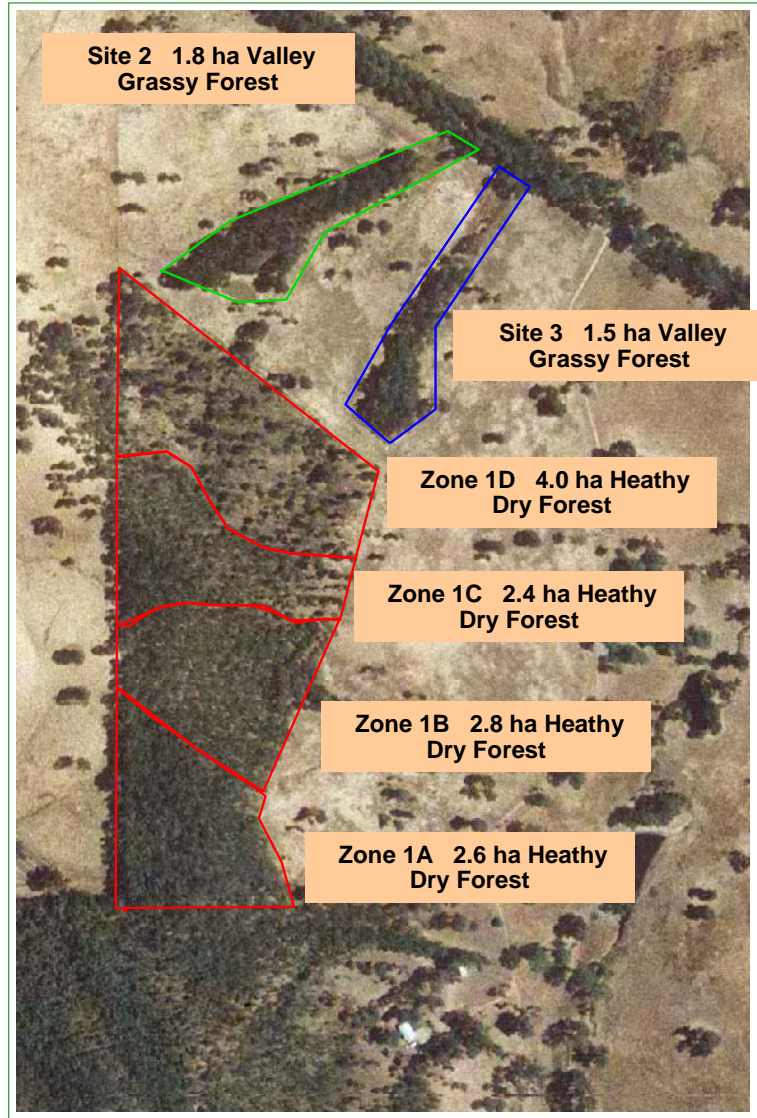 Site 2 1.8 ha Valley
Grassy Forest
Site 3 1.5 ha Valley
Grassy Forest
Zone 1D 4.0 ha Heathy
Dry Forest
Zone 1C 2.4 ha Heathy
Dry Forest
Zone 1B 2.8 ha Heathy
Dry Forest
Zone 1A 2.6 ha Heathy
Dry Forest